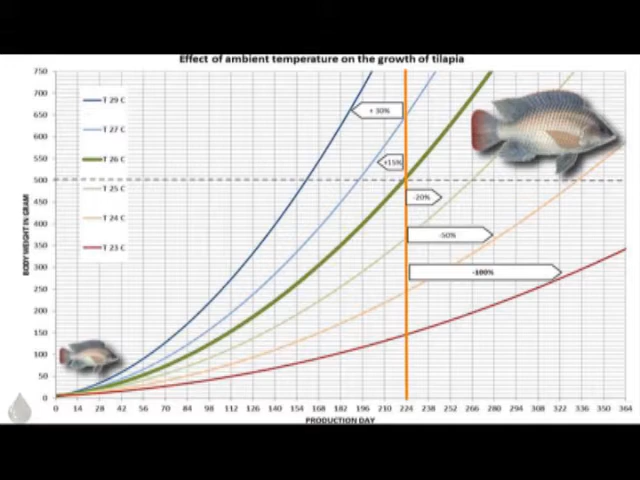 Effect of ambient temperature on the growth of tilapia
750
700
650
600
550
500
450
400
350
300
250
200
150
100
50
0
BODY WEIGHT IN GRAM
T 29 C
T 27 C
T 26 C
T 25 C
T 24 C
T 23 C
+ 30%
+15%
-20%
-50%
-100%
0 14 28 42 56 70 84 98 112 126 140 154 168 182 196 210 224 238 252 266 280 294 308 322 336 350 364
PRODUCTION DAY